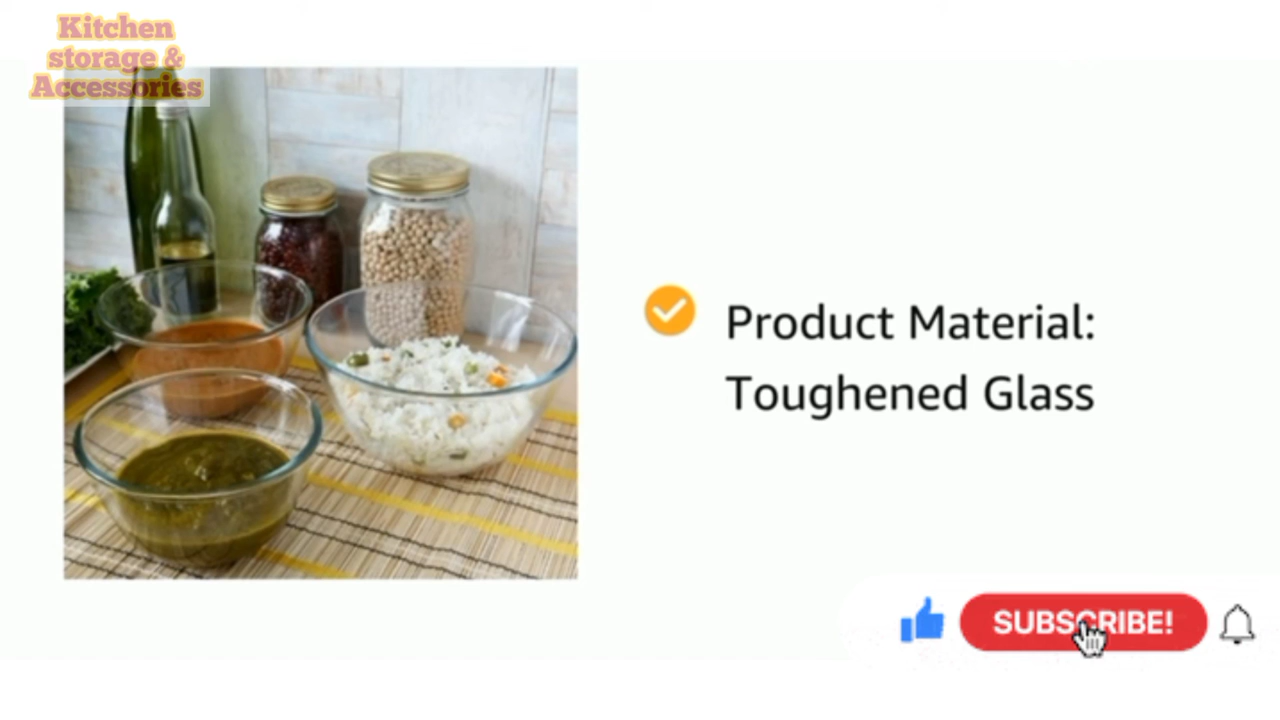 Kitchen
storage &
Accessories
Product Material:
Toughened Glass
SUBSCRIBE!